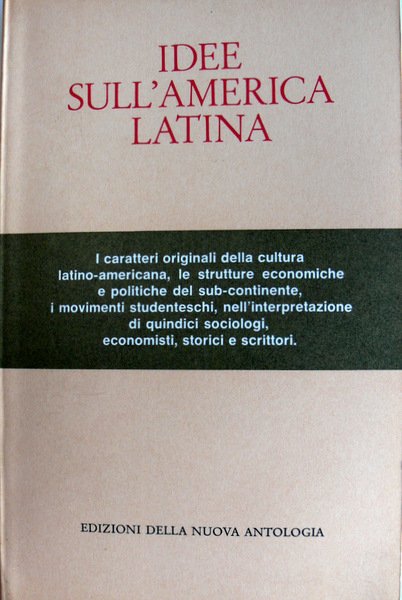 IDEE
SULL'AMERICA
LATINA
I caratteri originali della cultura
latino-americana, le strutture economiche
e politiche del sub-continente,
i movimenti studenteschi, nell'interpretazione
di quindici sociologi,
economisti, storici e scrittori.
EDIZIONI DELLA NUOVA ANTOLOGIA